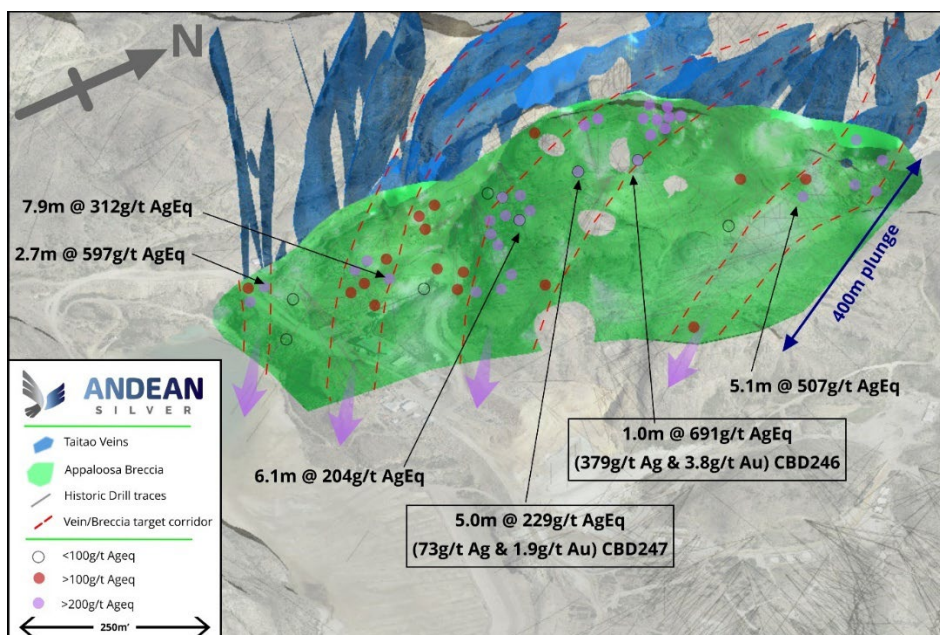 N
7.9m @ 312g/t AgEq
2.7m @ 597g/t AgEq
400m plunge
5.1m @ 507g/t AgEq
1.0m @ 691g/t AgEq
(379g/t Ag & 3.8g/t Au) CBD246
6.1m @ 204g/t AgEq
5.0m @ 229g/t AgEq
(73g/t Ag & 1.9g/t Au) CBD247
ANDEAN
SILVER
Taitao Veins
Appaloosa Breccia
Historic Drill traces
Vein/Breccia target corridor
<100g/t Ageq
>100g/t Ageq
>200g/t Ageq
250m'